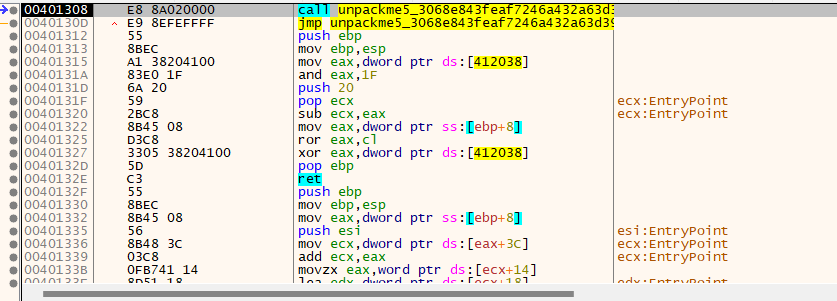 00401308 E8 8A020000 call unpackme5_3068e843feaf7246a432a63d3
0040130D E9 8EFEFFFF jmp unpackme5_3068e843feaf7246a432a63d39
00401312 55 push ebp
00401313 8BEC mov ebp,esp
00401315 A1 38204100 mov eax,dword ptr ds:[412038]
0040131A 83E0 1F and eax,1F
0040131D 6A 20 push 20
0040131F 59 pop ecx ecx:EntryPoint
00401320 2BC8 sub ecx,eax ecx:EntryPoint
00401322 8B45 08 mov eax,dword ptr ss:[ebp+8]
00401325 D3C8 ror eax,cl
00401327 3305 38204100 xor eax,dword ptr ds:[412038]
0040132D 5D pop ebp
0040132E C3 ret
0040132F 55 push ebp
00401330 8BEC mov ebp,esp
00401332 8B45 08 mov eax,dword ptr ss:[ebp+8]
00401335 56 push esi esi:EntryPoint
00401336 8B48 3C mov ecx,dword ptr ds:[eax+3C] ecx:EntryPoint
00401339 03C8 add ecx,eax ecx:EntryPoint
0040133B 0FB741 14 movzx eax,word ptr ds:[ecx+14]
0040133F 8D51 18 lea edx,dword ptr ds:[ecx+18] edx:EntryPoint